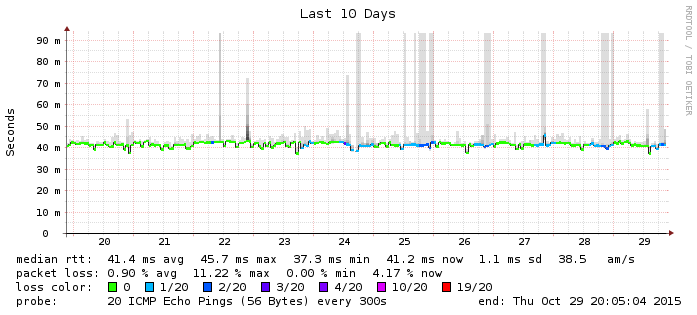 Last 10 Days
RRDTOOL / TOBI OETIKER
Seconds
90 m
80 m
70 m
60 m
50 m
40 m
30 m
20 m
10 m
0
20 21 22 23 24 25 26 27 28 29
median rtt: 41.4 ms avg 45.7 ms max 37.3 ms min 41.2 ms now 1.1 ms sd 38.5 am/s
packet loss: 0.90 % avg 11.22 % max 0.00 % min 4.17 % now
loss color: 0 1/20 2/20 3/20 4/20 10/20 19/20
probe: 20 ICMP Echo Pings (56 Bytes) every 300s end: Thu Oct 29 20:05:04 2015